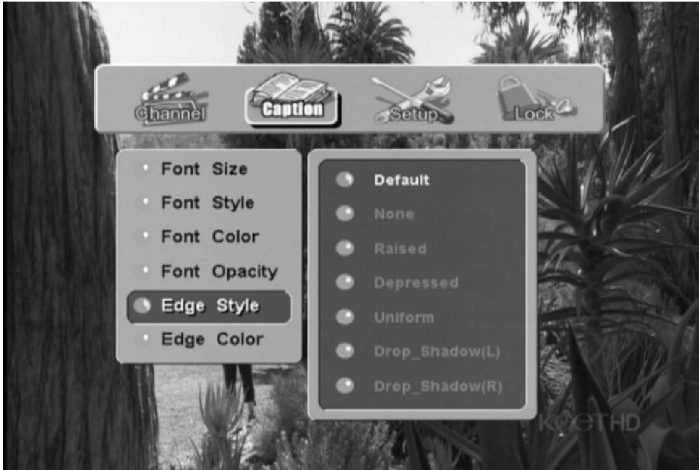 Channel
Caption
Setup
Lock
Font Size
Font Style
Font Color
Font Opacity
Edge Style
Edge Color
Default
None
Raised
Depressed
Uniform
Drop_Shadow(L)
Drop_Shadow(R)
KCETHD